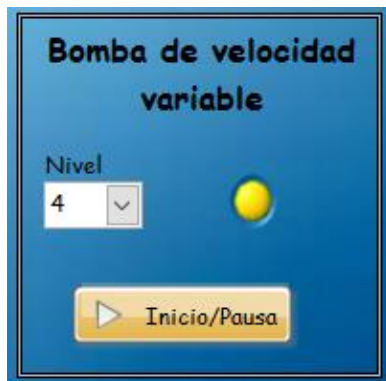 Bomba de velocidad
variable
Nivel
4
Inicio/Pausa